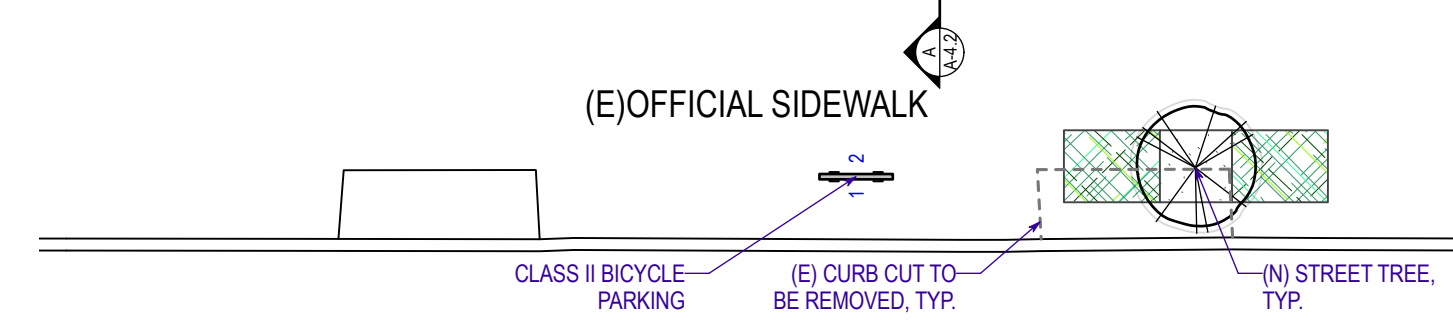 A
A-4.2
(E)OFFICIAL SIDEWALK
2
1
CLASS II BICYCLE
PARKING
(E) CURB CUT TO
BE REMOVED, TYP.
(N) STREET TREE,
TYP.